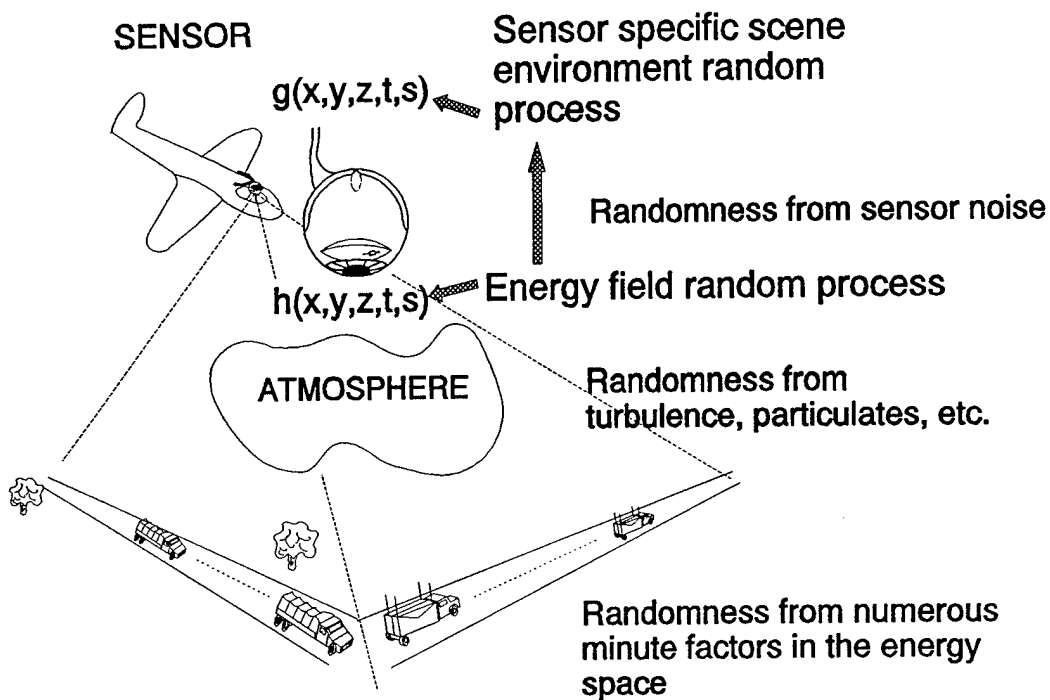 SENSOR
Sensor specific scene
environment random
process
g(x,y,z,t,s)
Randomness from sensor noise
Energy field random process
h(x,y,z,t,s)
ATMOSPHERE
Randomness from
turbulence, particulates, etc.
Randomness from numerous
minute factors in the energy
space